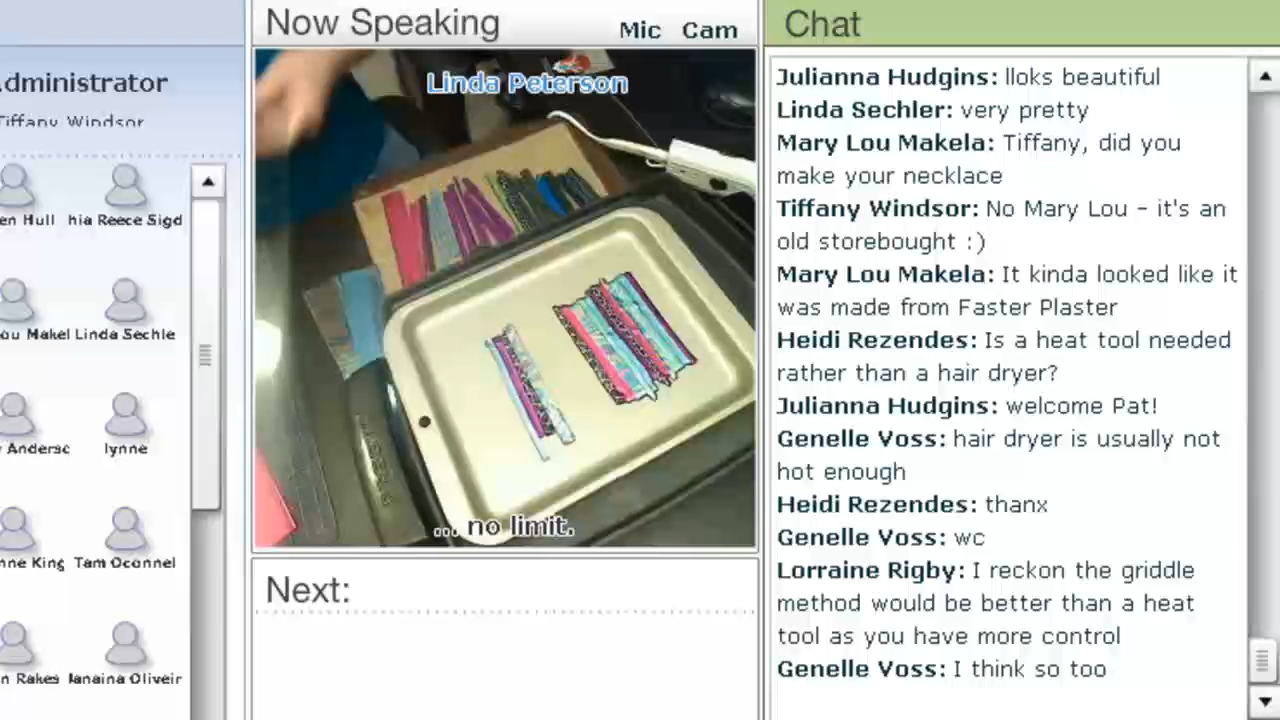 dministrator
Tiffany Windsor
en Hull
hia Reece Sigd
ou Makel
Linda Sechle
Andersc
lynne
nne King
Tam Oconnel
n Rakes
Janaina Oliveir
Now Speaking
Mic Cam
Linda Peterson
... no limit.
Next:
Chat
Julianna Hudgins: lloks beautiful
Linda Sechler: very pretty
Mary Lou Makela: Tiffany, did you
make your necklace
Tiffany Windsor: No Mary Lou - it's an
old storebought :)
Mary Lou Makela: It kinda looked like it
was made from Faster Plaster
Heidi Rezendes: Is a heat tool needed
rather than a hair dryer?
Julianna Hudgins: welcome Pat!
Genelle Voss: hair dryer is usually not
hot enough
Heidi Rezendes: thanx
Genelle Voss: wc
Lorraine Rigby: I reckon the griddle
method would be better than a heat
tool as you have more control
Genelle Voss: I think so too